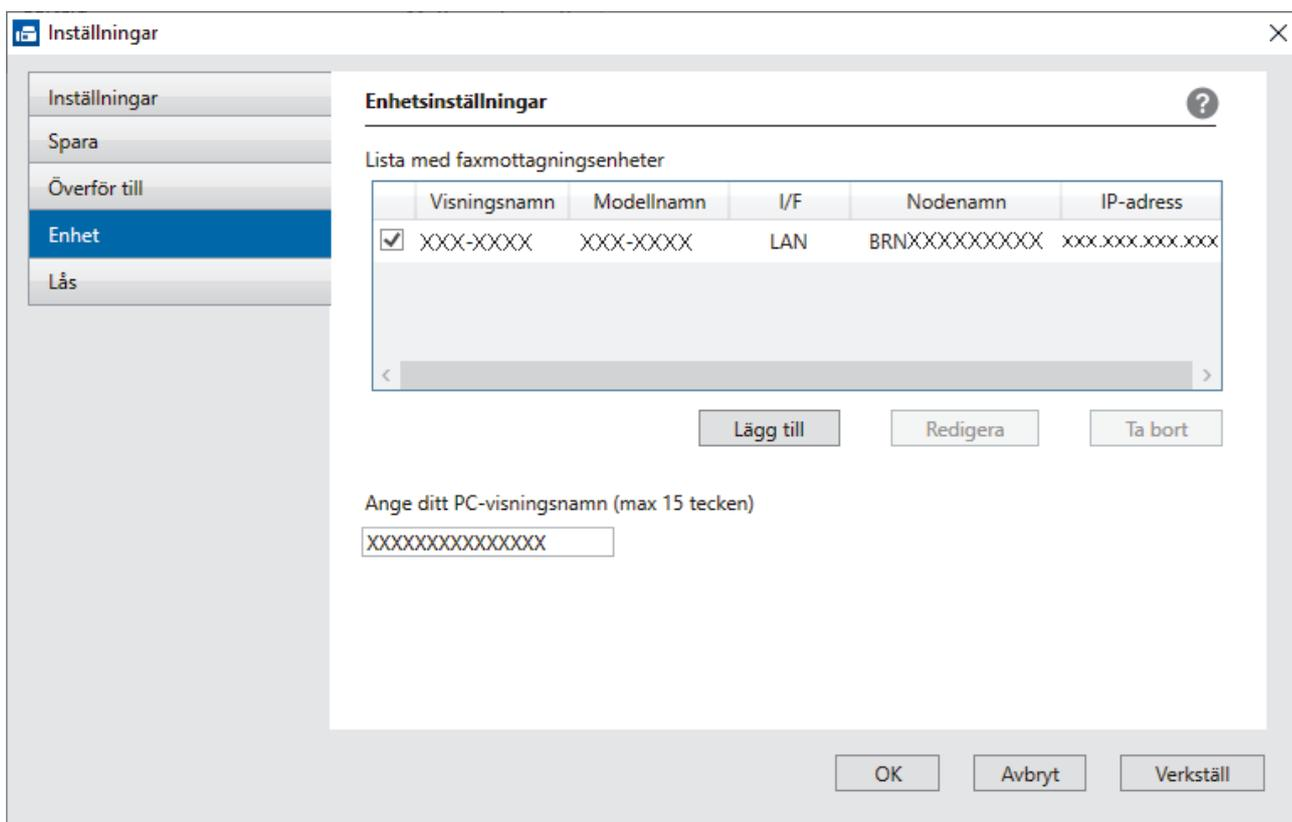 Inställningar
Inställningar
Spara
Överför till
Enhet
Lås
Enhetsinställningar
?
Lista med faxmottagningsenheter
Visningsnamn Modellnamn I/F Nodenamn IP-adress
XXX-XXXX XXX-XXXX LAN BRNXXXXXXXXX XXX.XXX.XXX.XXX
Lägg till Redigera Ta bort
Ange ditt PC-visningsnamn (max 15 tecken)
XXXXXXXXXXXXXXX
OK Avbryt Verkställ